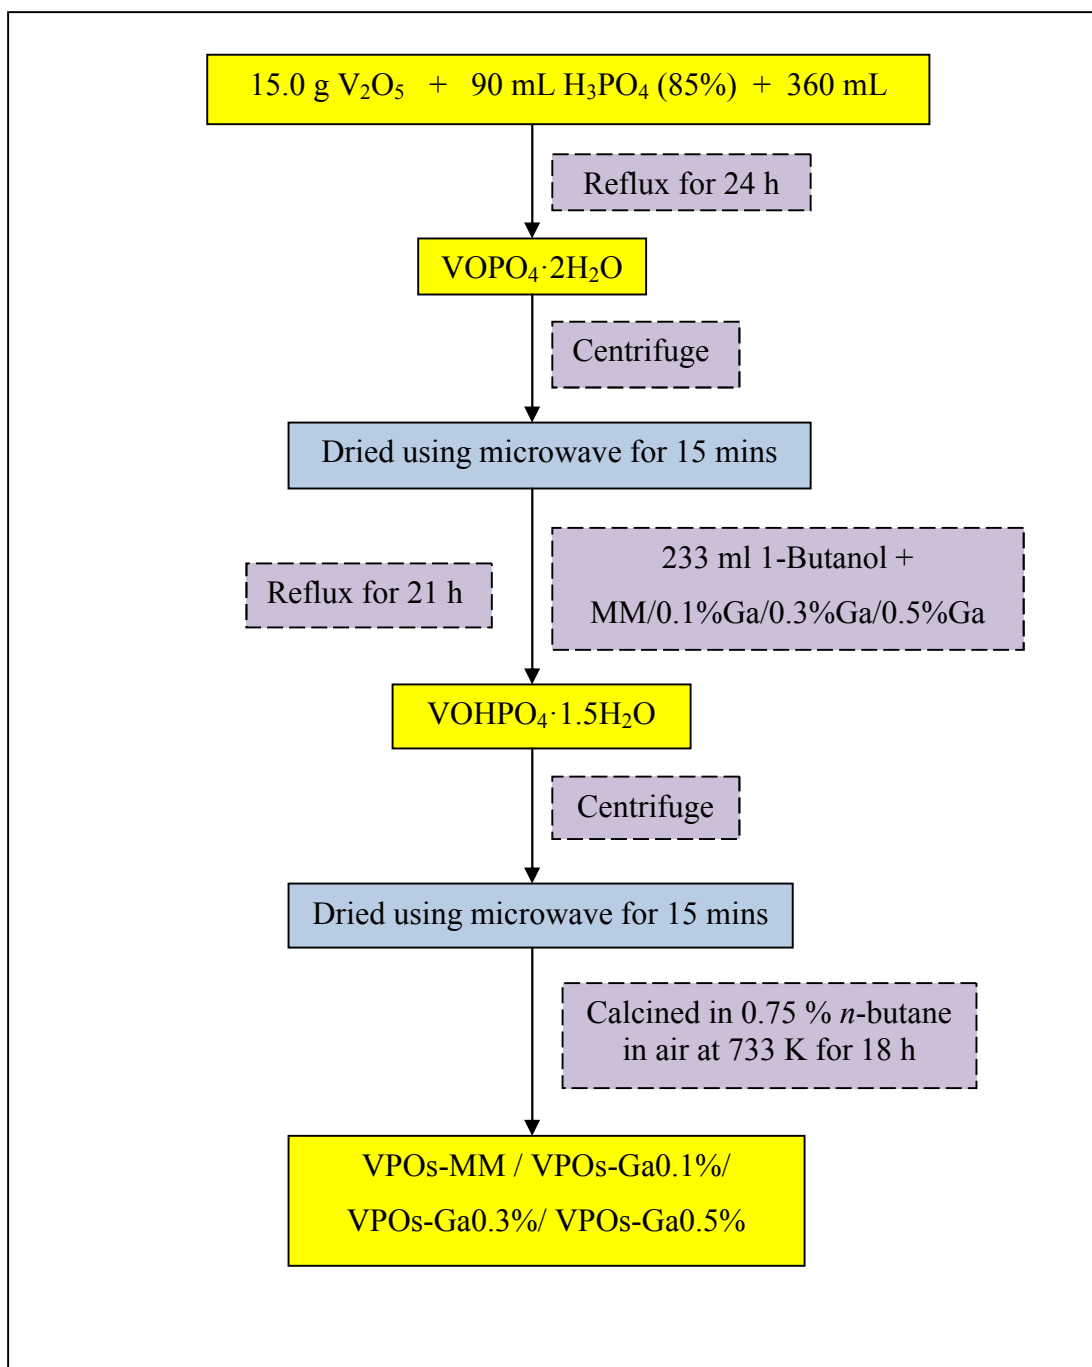 15.0 g V₂O₅ + 90 mL H₃PO₄ (85%) + 360 mL
Reflux for 24 h
VOPO₄·2H₂O
Centrifuge
Dried using microwave for 15 mins
233 ml 1-Butanol +
MM/0.1%Ga/0.3%Ga/0.5%Ga
Reflux for 21 h
VOHPO₄·1.5H₂O
Centrifuge
Dried using microwave for 15 mins
Calcined in 0.75 % n-butane
in air at 733 K for 18 h
VPOs-MM / VPOs-Ga0.1%/
VPOs-Ga0.3%/ VPOs-Ga0.5%